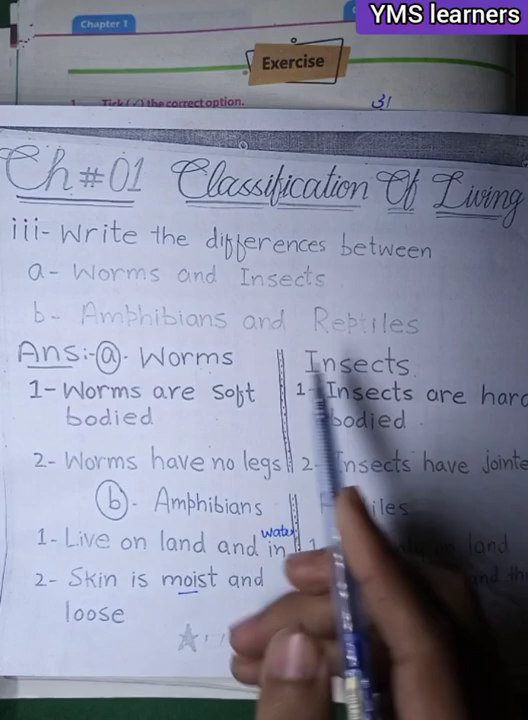 YMS learners
Chapter 1
Exercise
Tick (✓) the correct option.
Ch # 01 Classification Of Living
iii- Write the differences between
a- Worms and Insects
b- Amphibians and Reptiles
Ans:- (a)- Worms Insects
1- Worms are soft 1- Insects are hard
bodied bodied
2- Worms have no legs 2- Insects have
(b)- Amphibians
1- Live on land and in water 1- land
2- Skin is moist and and
loose